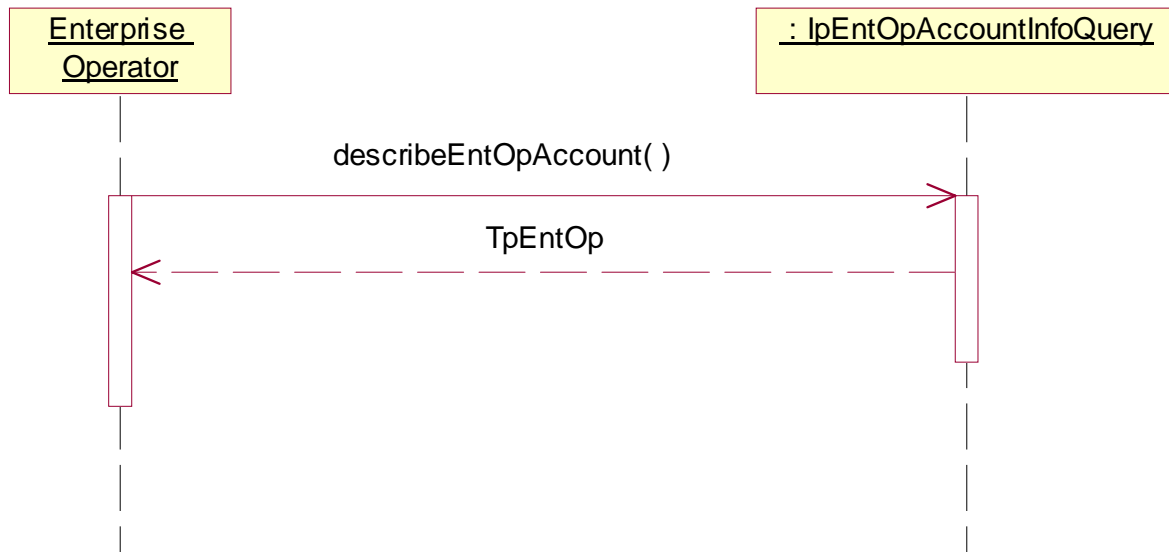 Enterprise
Operator
: IpEntOpAccountInfoQuery
describeEntOpAccount( )
TpEntOp